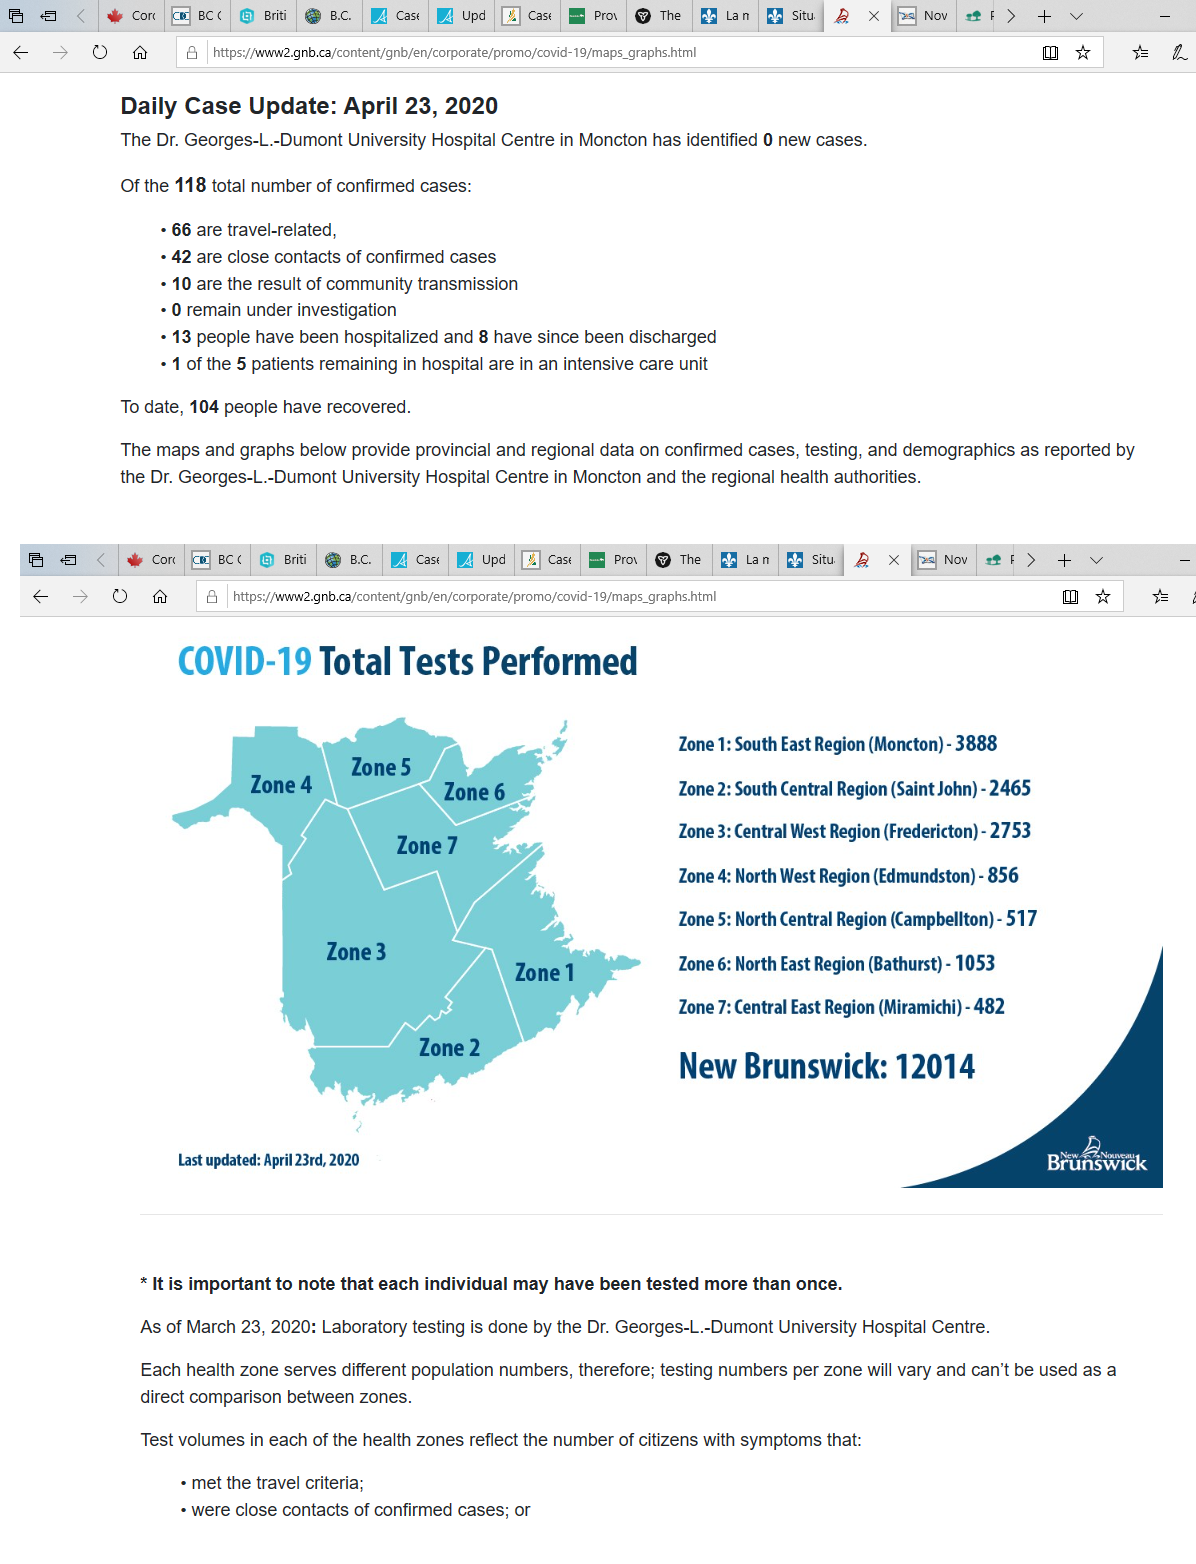 Corc BC C Briti B.C. Case Upd Case Prov The La n Situ Nov F
https://www2.gnb.ca/content/gnb/en/corporate/promo/covid-19/maps_graphs.html
Daily Case Update: April 23, 2020
The Dr. Georges-L.-Dumont University Hospital Centre in Moncton has identified 0 new cases.
Of the 118 total number of confirmed cases:
• 66 are travel-related,
• 42 are close contacts of confirmed cases
• 10 are the result of community transmission
• 0 remain under investigation
• 13 people have been hospitalized and 8 have since been discharged
• 1 of the 5 patients remaining in hospital are in an intensive care unit
To date, 104 people have recovered.
The maps and graphs below provide provincial and regional data on confirmed cases, testing, and demographics as reported by
the Dr. Georges-L.-Dumont University Hospital Centre in Moncton and the regional health authorities.
Corc BC C Briti B.C. Case Upd Case Prov The La n Situ Nov F
https://www2.gnb.ca/content/gnb/en/corporate/promo/covid-19/maps_graphs.html
COVID-19 Total Tests Performed
Zone 4
Zone 5
Zone 6
Zone 7
Zone 3
Zone 1
Zone 2
Zone 1: South East Region (Moncton) - 3888
Zone 2: South Central Region (Saint John) - 2465
Zone 3: Central West Region (Fredericton) - 2753
Zone 4: North West Region (Edmundston) - 856
Zone 5: North Central Region (Campbellton) - 517
Zone 6: North East Region (Bathurst) - 1053
Zone 7: Central East Region (Miramichi) - 482
New Brunswick: 12014
Last updated: April 23rd, 2020
New Nouveau
Brunswick
* It is important to note that each individual may have been tested more than once.
As of March 23, 2020: Laboratory testing is done by the Dr. Georges-L.-Dumont University Hospital Centre.
Each health zone serves different population numbers, therefore; testing numbers per zone will vary and can’t be used as a
direct comparison between zones.
Test volumes in each of the health zones reflect the number of citizens with symptoms that:
• met the travel criteria;
• were close contacts of confirmed cases; or